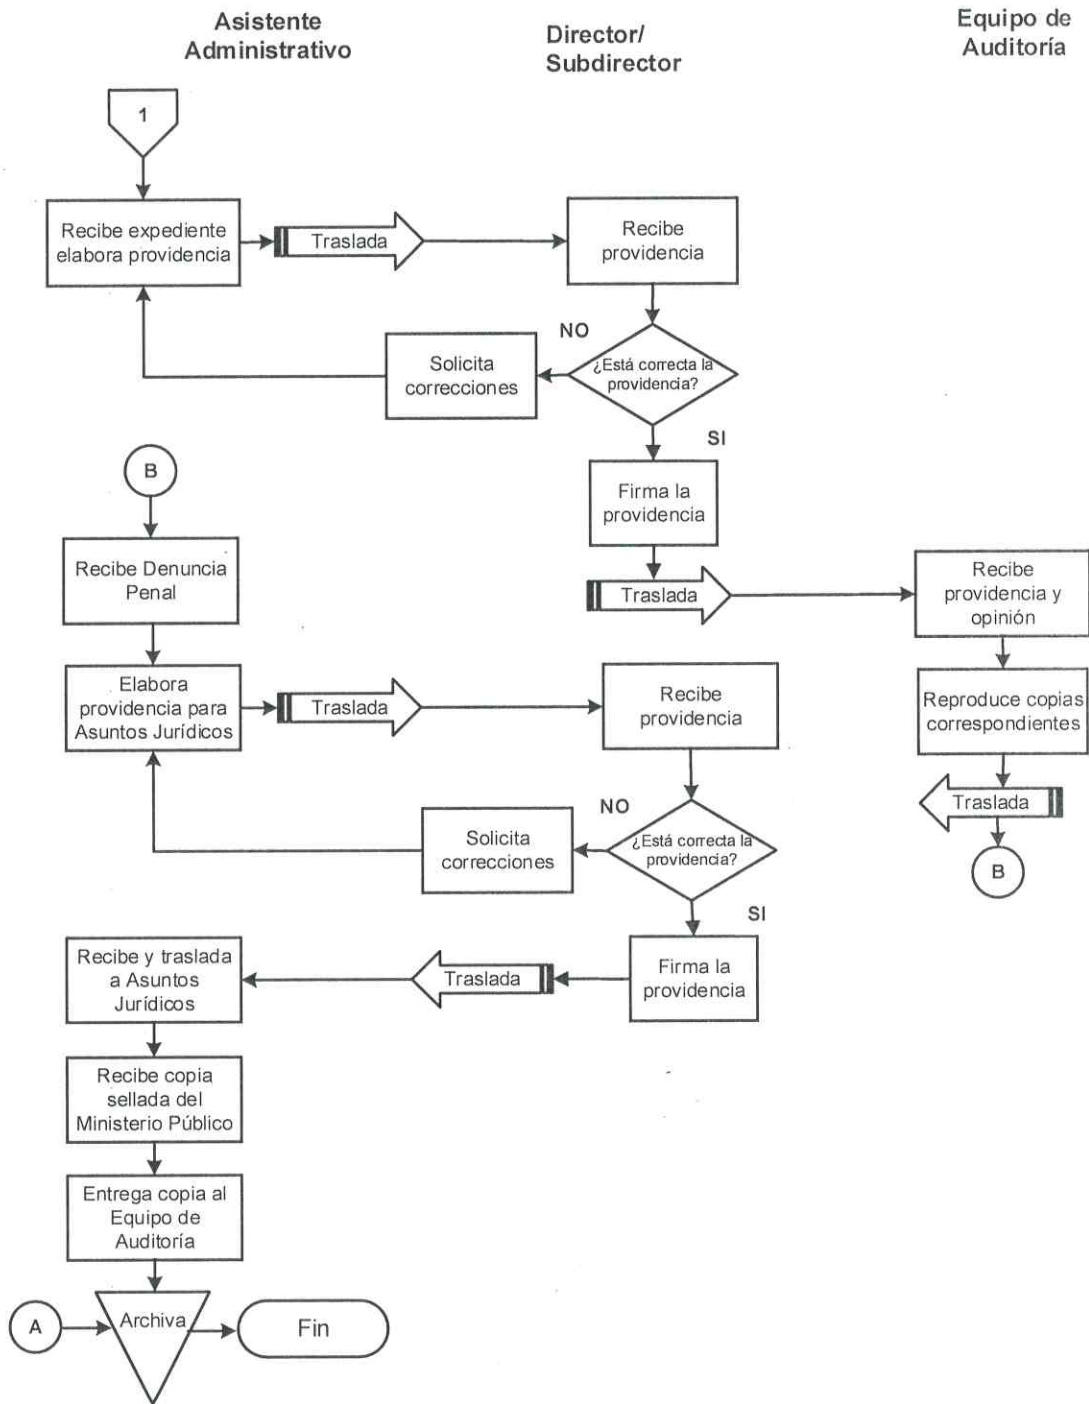 Asistente
Administrativo
Director/
Subdirector
Equipo de
Auditoría
1
Recibe expediente
elabora providencia
Traslada
Recibe
providencia
NO
¿Está correcta la
providencia?
Solicita
correcciones
SI
Firma la
providencia
Traslada
Recibe
providencia y
opinión
Reproduce copias
correspondientes
Traslada
B
B
Recibe Denuncia
Penal
Elabora
providencia para
Asuntos Jurídicos
Traslada
Recibe
providencia
NO
¿Está correcta la
providencia?
Solicita
correcciones
SI
Firma la
providencia
Traslada
Recibe y traslada
a Asuntos
Jurídicos
Recibe copia
sellada del
Ministerio Público
Entrega copia al
Equipo de
Auditoría
A
Archiva
Fin